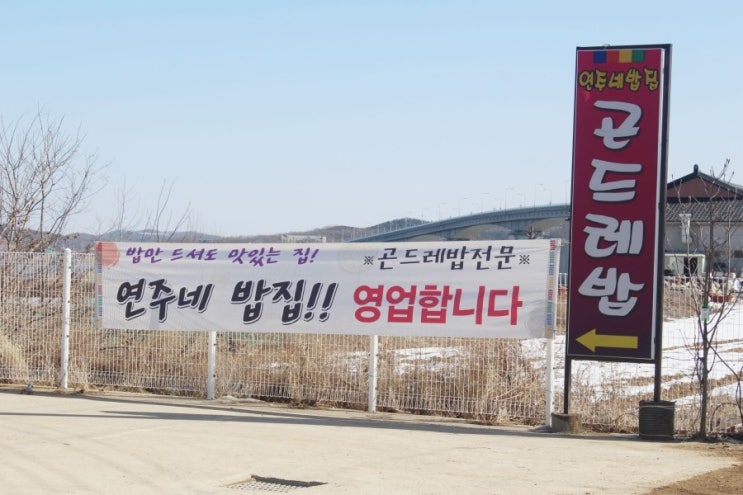 밥만 드셔도 맛있는 집!
※곤드레밥전문※
연주네 밥집!! 영업합니다
연주네밥집
곤드레밥